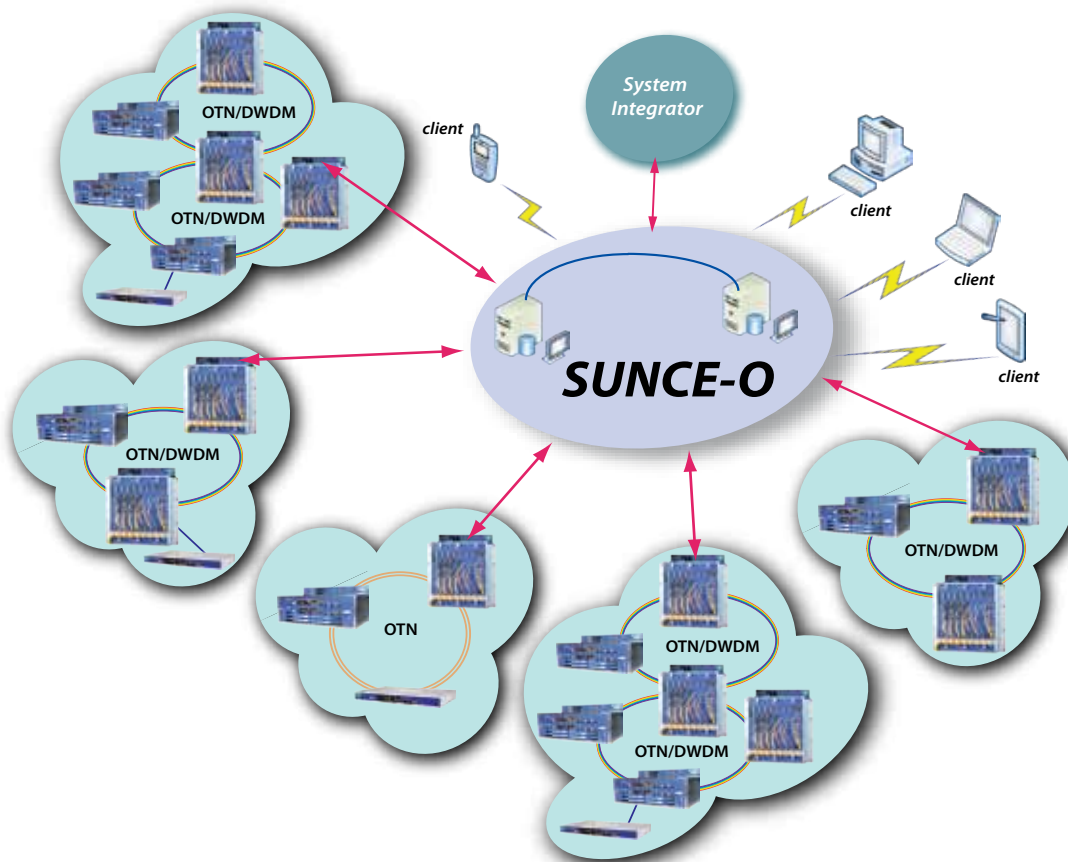 System
Integrator
client
client
client
client
OTN/DWDM
OTN/DWDM
SUNCE-O
OTN/DWDM
OTN/DWDM
OTN
OTN/DWDM
OTN/DWDM